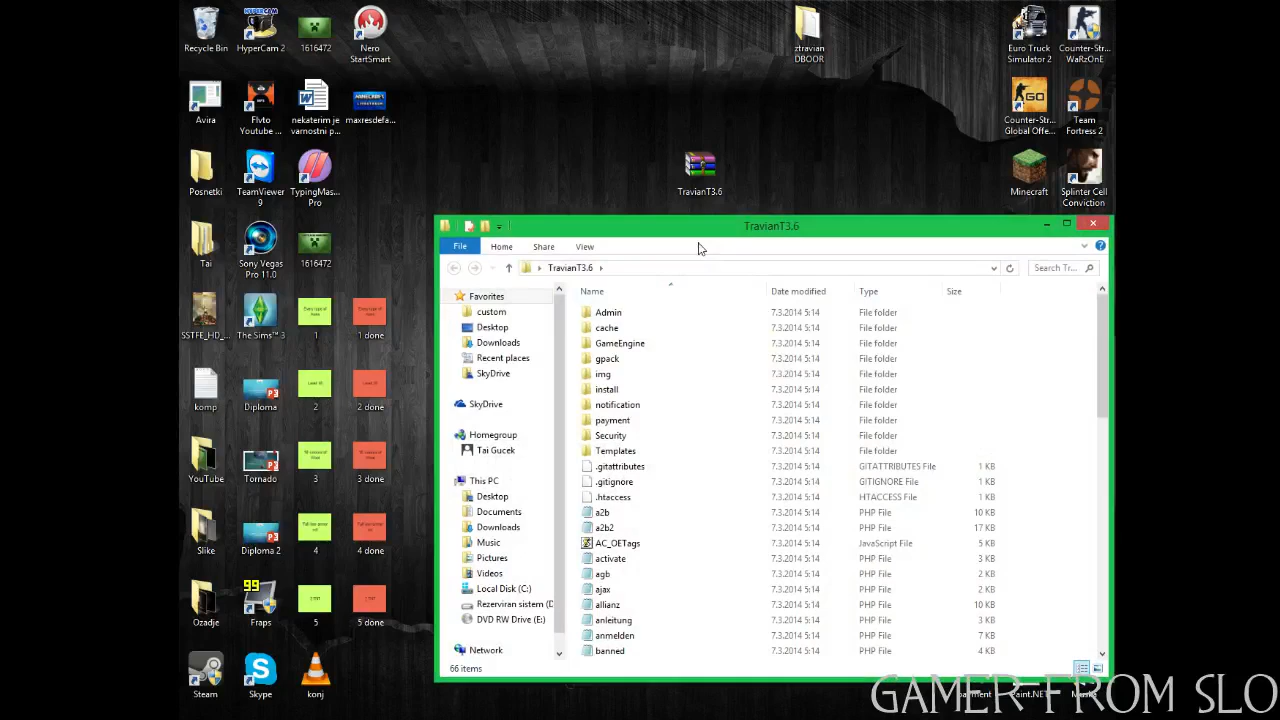 Recycle Bin
HyperCam 2
1616472
Nero
StartSmart
ztravian
DBOOR
Euro Truck
Simulator 2
Counter-Str...
WaRzOnE
Avira
Flvto
Youtube ...
nekaterim je
varnostni p...
maxresdefa...
Counter-Str...
Global Offe...
Team
Fortress 2
Posnetki
TeamViewer
9
TypingMas...
Pro
TravianT3.6
Minecraft
Splinter Cell
Conviction
Tai
Sony Vegas
Pro 11.0
1616472
SSTFE_HD_...
The Sims™ 3
1
1 done
komp
Diploma
2
2 done
YouTube
Tornado
3
3 done
Slike
Diploma 2
4
4 done
Ozadje
99
Fraps
5
5 done
Steam
Skype
konj
TravianT3.6
File
Home
Share
View
TravianT3.6
Search Tr...
Favorites
custom
Desktop
Downloads
Recent places
SkyDrive
SkyDrive
Homegroup
Tai Gucek
This PC
Desktop
Documents
Downloads
Music
Pictures
Videos
Local Disk (C:)
Rezerviran sistem (D
DVD RW Drive (E:)
Network
Name Date modified Type Size
Admin 7.3.2014 5:14 File folder
cache 7.3.2014 5:14 File folder
GameEngine 7.3.2014 5:14 File folder
gpack 7.3.2014 5:14 File folder
img 7.3.2014 5:14 File folder
install 7.3.2014 5:14 File folder
notification 7.3.2014 5:14 File folder
payment 7.3.2014 5:14 File folder
Security 7.3.2014 5:14 File folder
Templates 7.3.2014 5:14 File folder
.gitattributes 7.3.2014 5:14 GITATTRIBUTES File 1 KB
.gitignore 7.3.2014 5:14 GITIGNORE File 1 KB
.htaccess 7.3.2014 5:14 HTACCESS File 1 KB
a2b 7.3.2014 5:14 PHP File 10 KB
a2b2 7.3.2014 5:14 PHP File 17 KB
AC_OETags 7.3.2014 5:14 JavaScript File 5 KB
activate 7.3.2014 5:14 PHP File 3 KB
agb 7.3.2014 5:14 PHP File 2 KB
ajax 7.3.2014 5:14 PHP File 2 KB
allianz 7.3.2014 5:14 PHP File 10 KB
anleitung 7.3.2014 5:14 PHP File 3 KB
anmelden 7.3.2014 5:14 PHP File 7 KB
banned 7.3.2014 5:14 PHP File 4 KB
66 items
GAMER FROM SLO